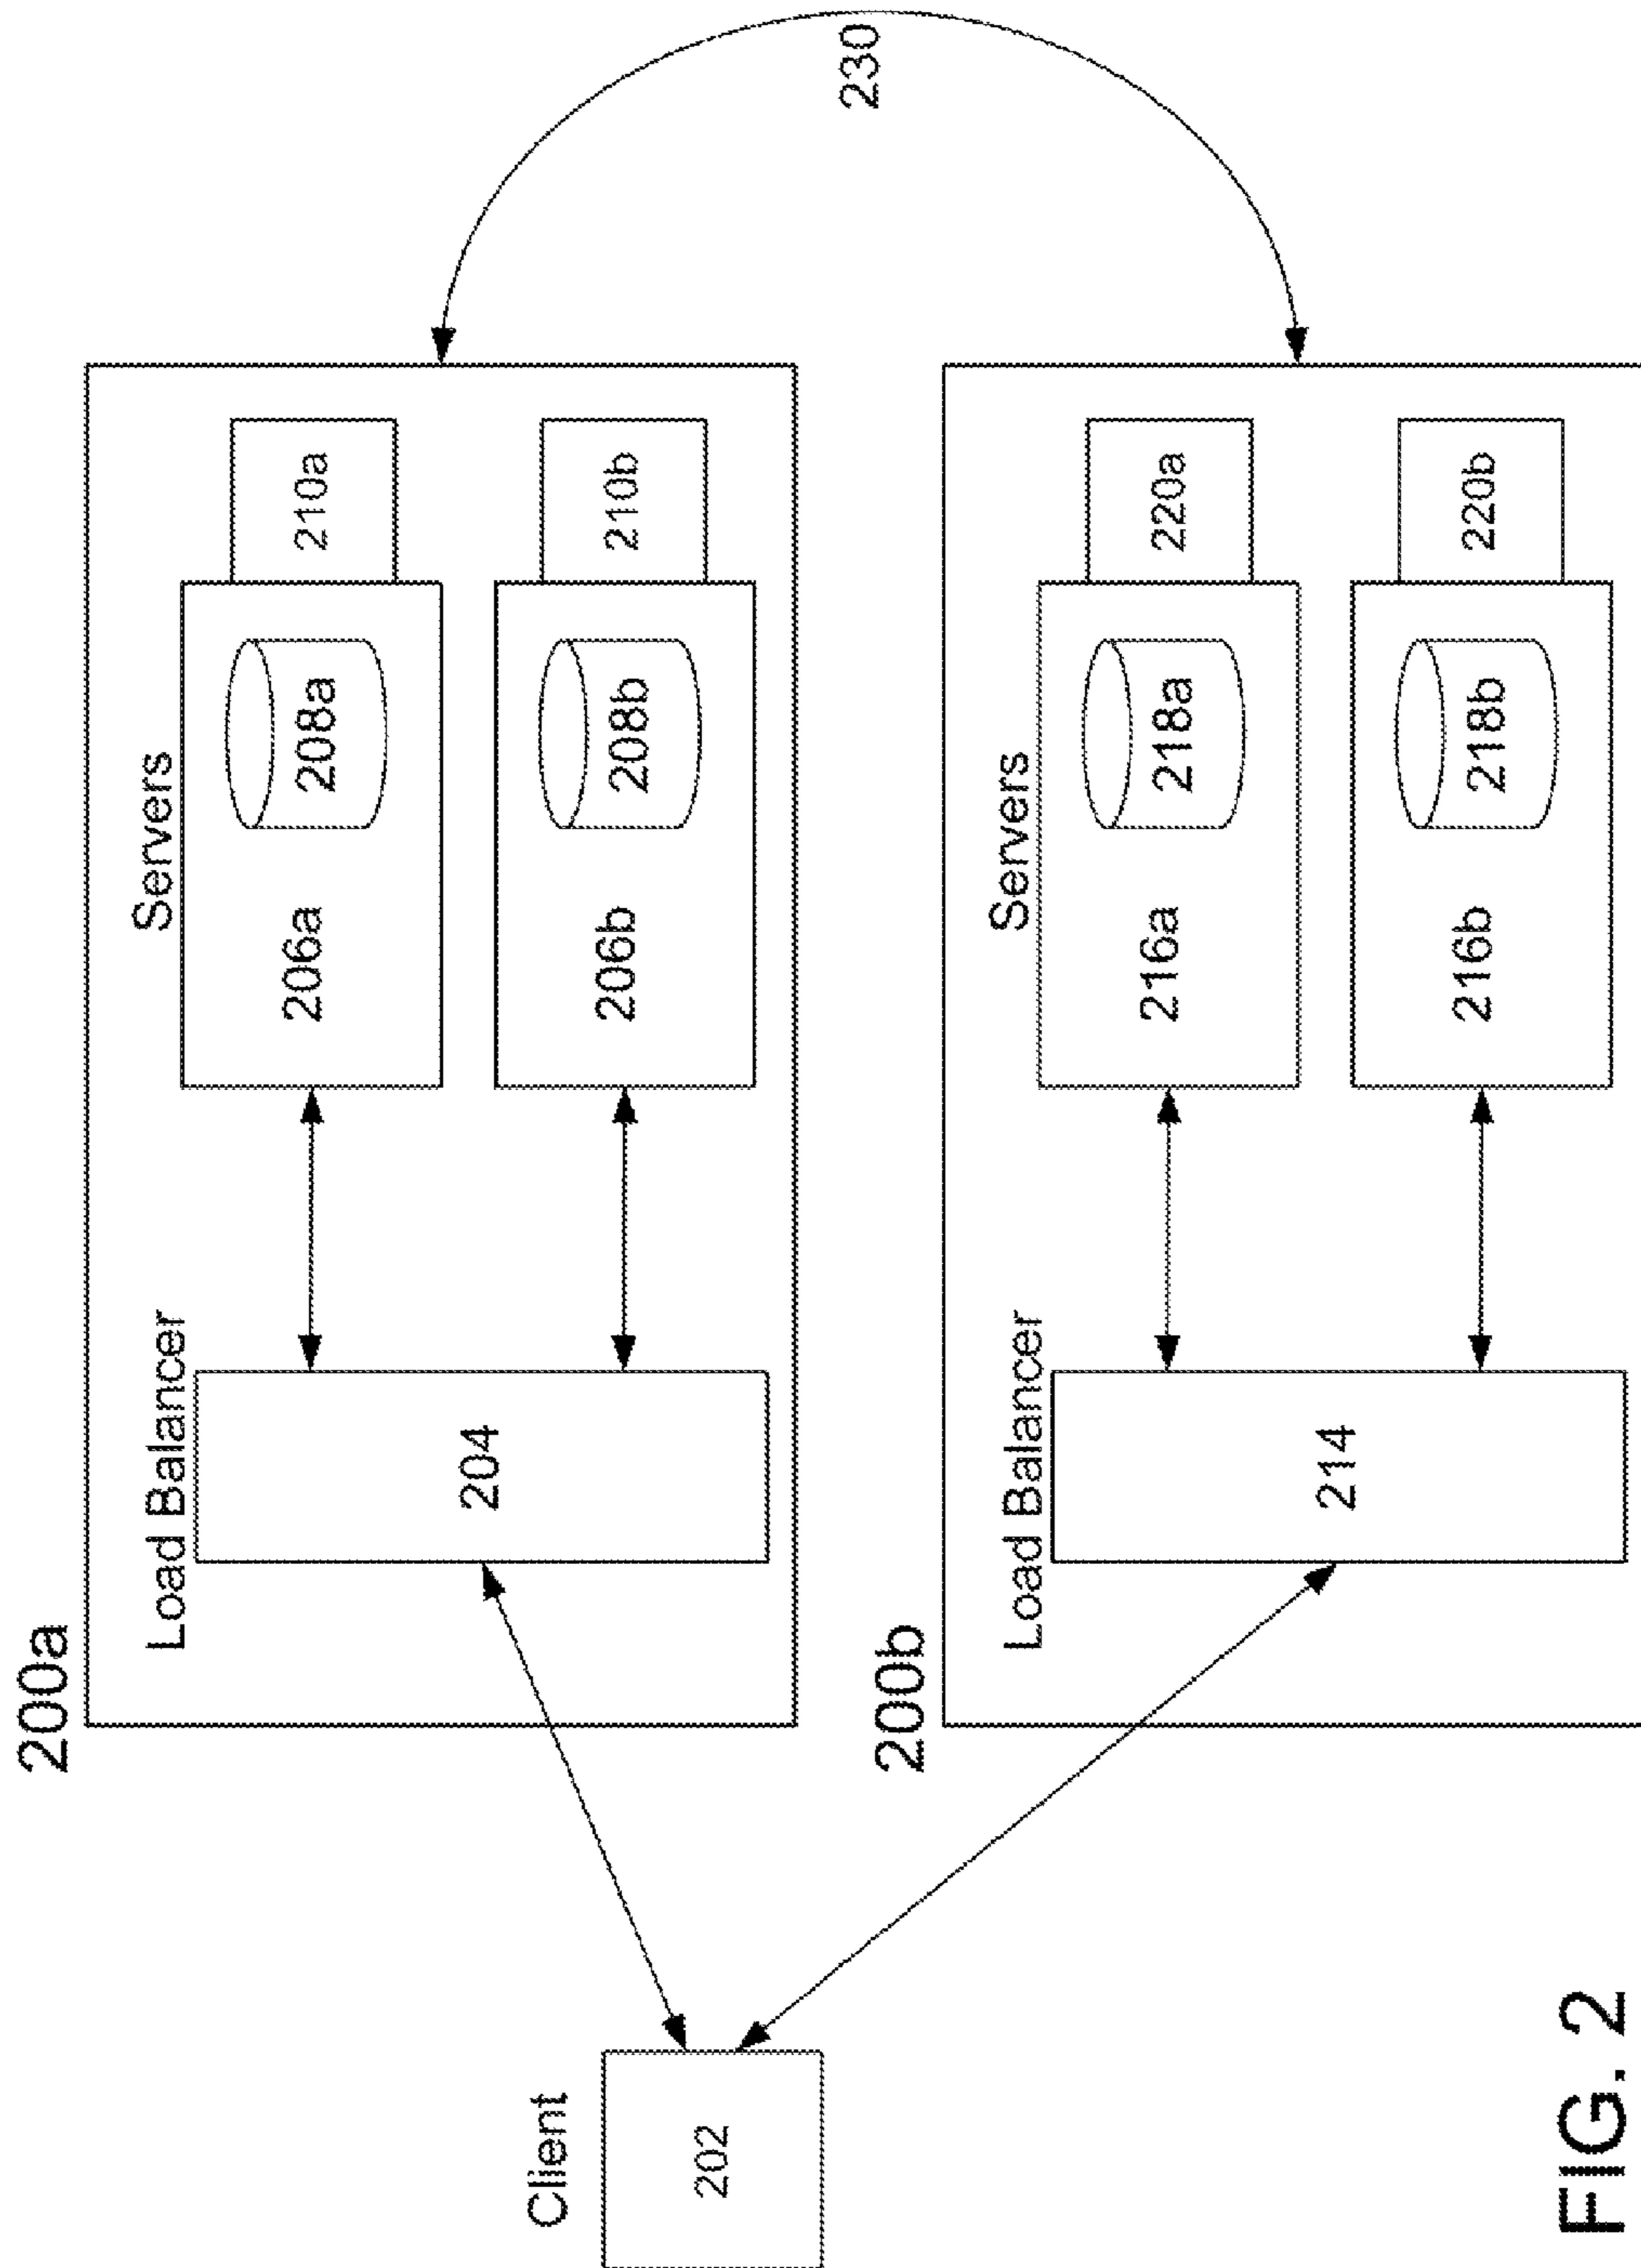 200a
Load Balancer
Servers
204
206a
208a
210a
206b
208b
210b
Client
202
230
200b
Load Balancer
Servers
214
216a
218a
220a
216b
218b
220b
FIG. 2